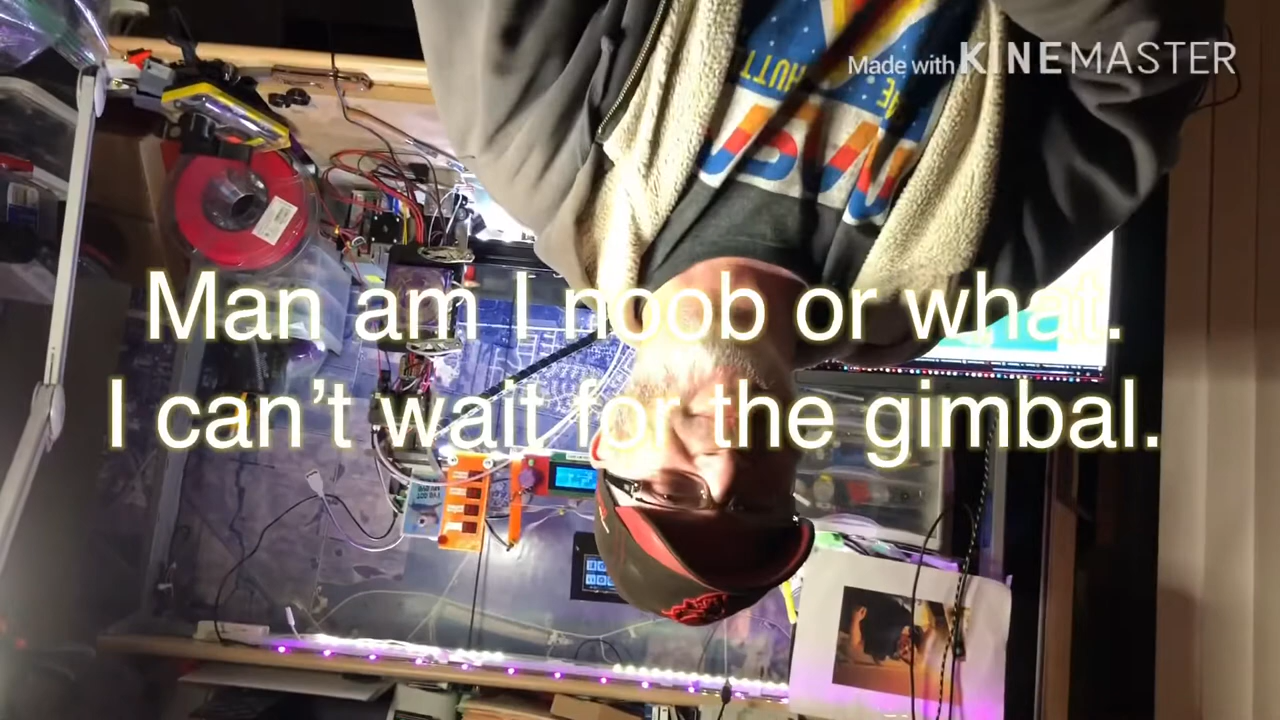 Made with KINEMASTER
Man am I noob or what.
I can't wait for the gimbal.